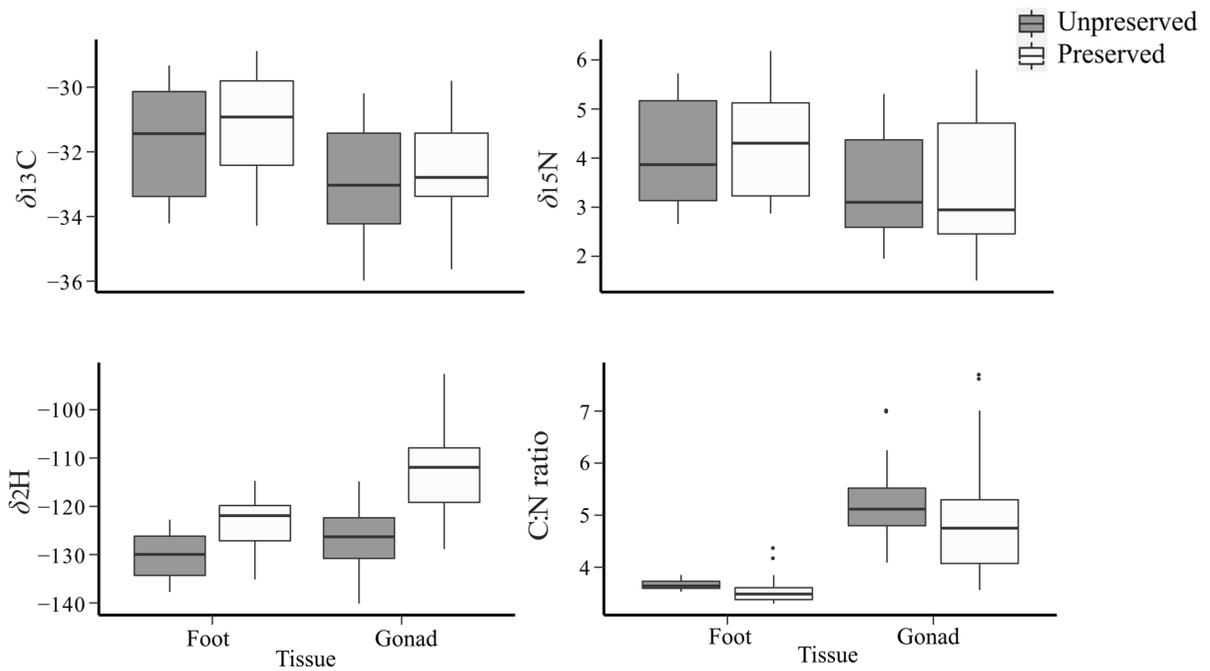 Unpreserved
Preserved
δ13C
−30
−32
−34
−36
δ15N
6
5
4
3
2
δ2H
−100
−110
−120
−130
−140
Foot
Gonad
Tissue
C:N ratio
7
6
5
4
Foot
Gonad
Tissue